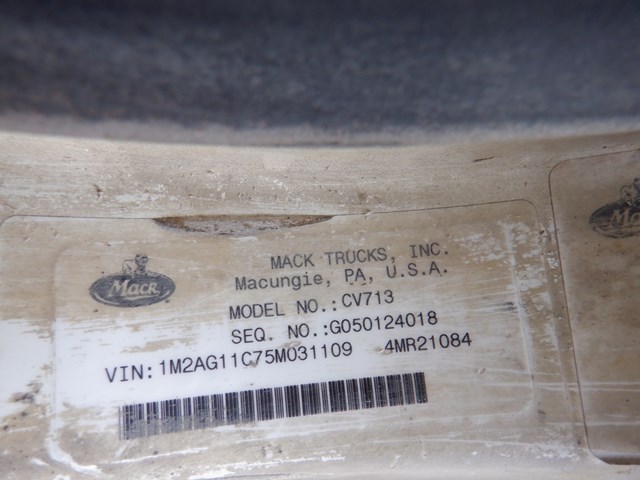 MACK TRUCKS, INC.
Macungie, PA, U.S.A.
MACK
MODEL NO.:CV713
SEQ. NO.:G050124018
VIN:1M2AG11C75M031109 4MR21084